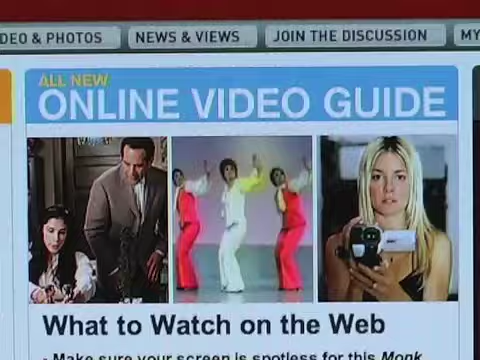 DEO & PHOTOS
NEWS & VIEWS
JOIN THE DISCUSSION
MY
ALL NEW
ONLINE VIDEO GUIDE
What to Watch on the Web
• Make sure your screen is spotless for this Monk